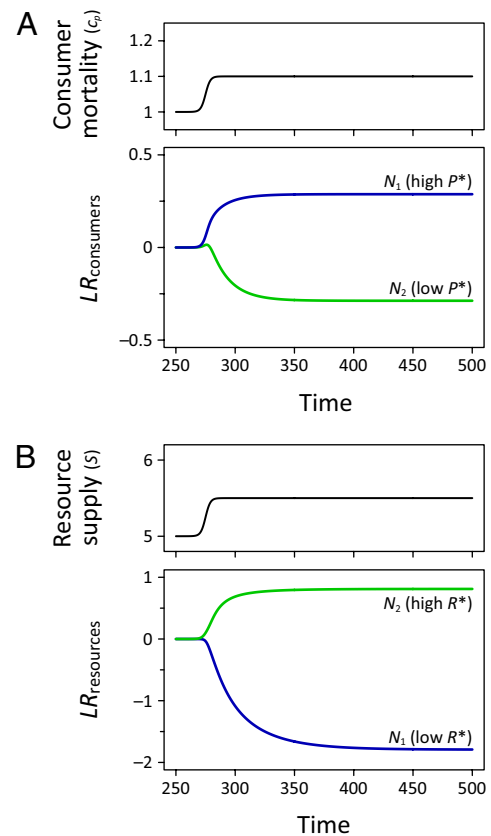 A
Consumer
mortality (cₚ)
1.2
1.1
1
LRconsumers
0.5
0
−0.5
N₁ (high P*)
N₂ (low P*)
250 300 350 400 450 500
Time
B
Resource
supply (S)
6
5
LRresources
1
0
−1
−2
N₂ (high R*)
N₁ (low R*)
250 300 350 400 450 500
Time